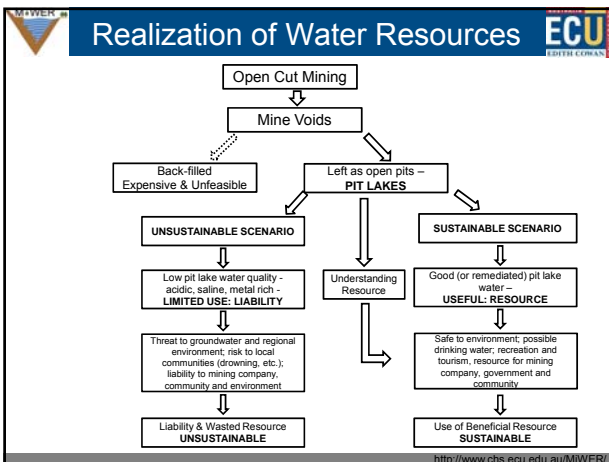 MiWER
Realization of Water Resources
ECU
EDITH COWAN
Open Cut Mining
Mine Voids
Back-filled
Expensive & Unfeasible
Left as open pits –
PIT LAKES
UNSUSTAINABLE SCENARIO
SUSTAINABLE SCENARIO
Low pit lake water quality -
acidic, saline, metal rich -
LIMITED USE: LIABILITY
Understanding
Resource
Good (or remediated) pit lake
water –
USEFUL: RESOURCE
Threat to groundwater and regional
environment; risk to local
communities (drowning, etc.);
liability to mining company,
community and environment
Safe to environment; possible
drinking water; recreation and
tourism, resource for mining
company, government and
community
Liability & Wasted Resource
UNSUSTAINABLE
Use of Beneficial Resource
SUSTAINABLE
http://www.chs.ecu.edu.au/MiWER/